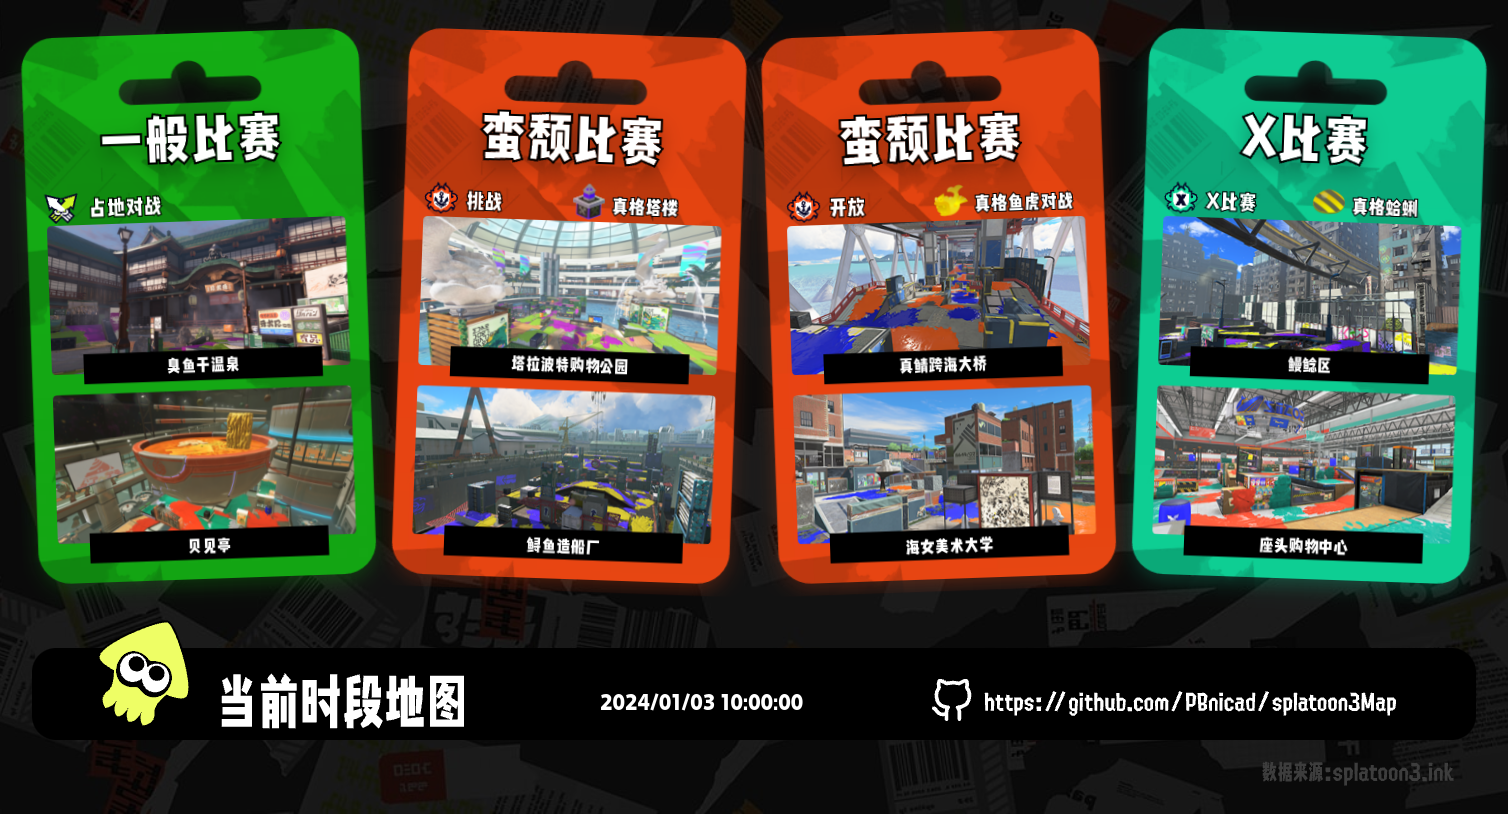 一般比赛
占地对战
臭鱼干温泉
贝见亭
蛮颓比赛
挑战
真格塔楼
塔拉波特购物公园
鲟鱼造船厂
蛮颓比赛
开放
真格鱼虎对战
真鲭跨海大桥
海女美术大学
X比赛
X比赛
真格蛤蜊
鳗鲶区
座头购物中心
当前时段地图
2024/01/03 10:00:00
https://github.com/PBnicad/splatoon3Map
数据来源:splatoon3.ink